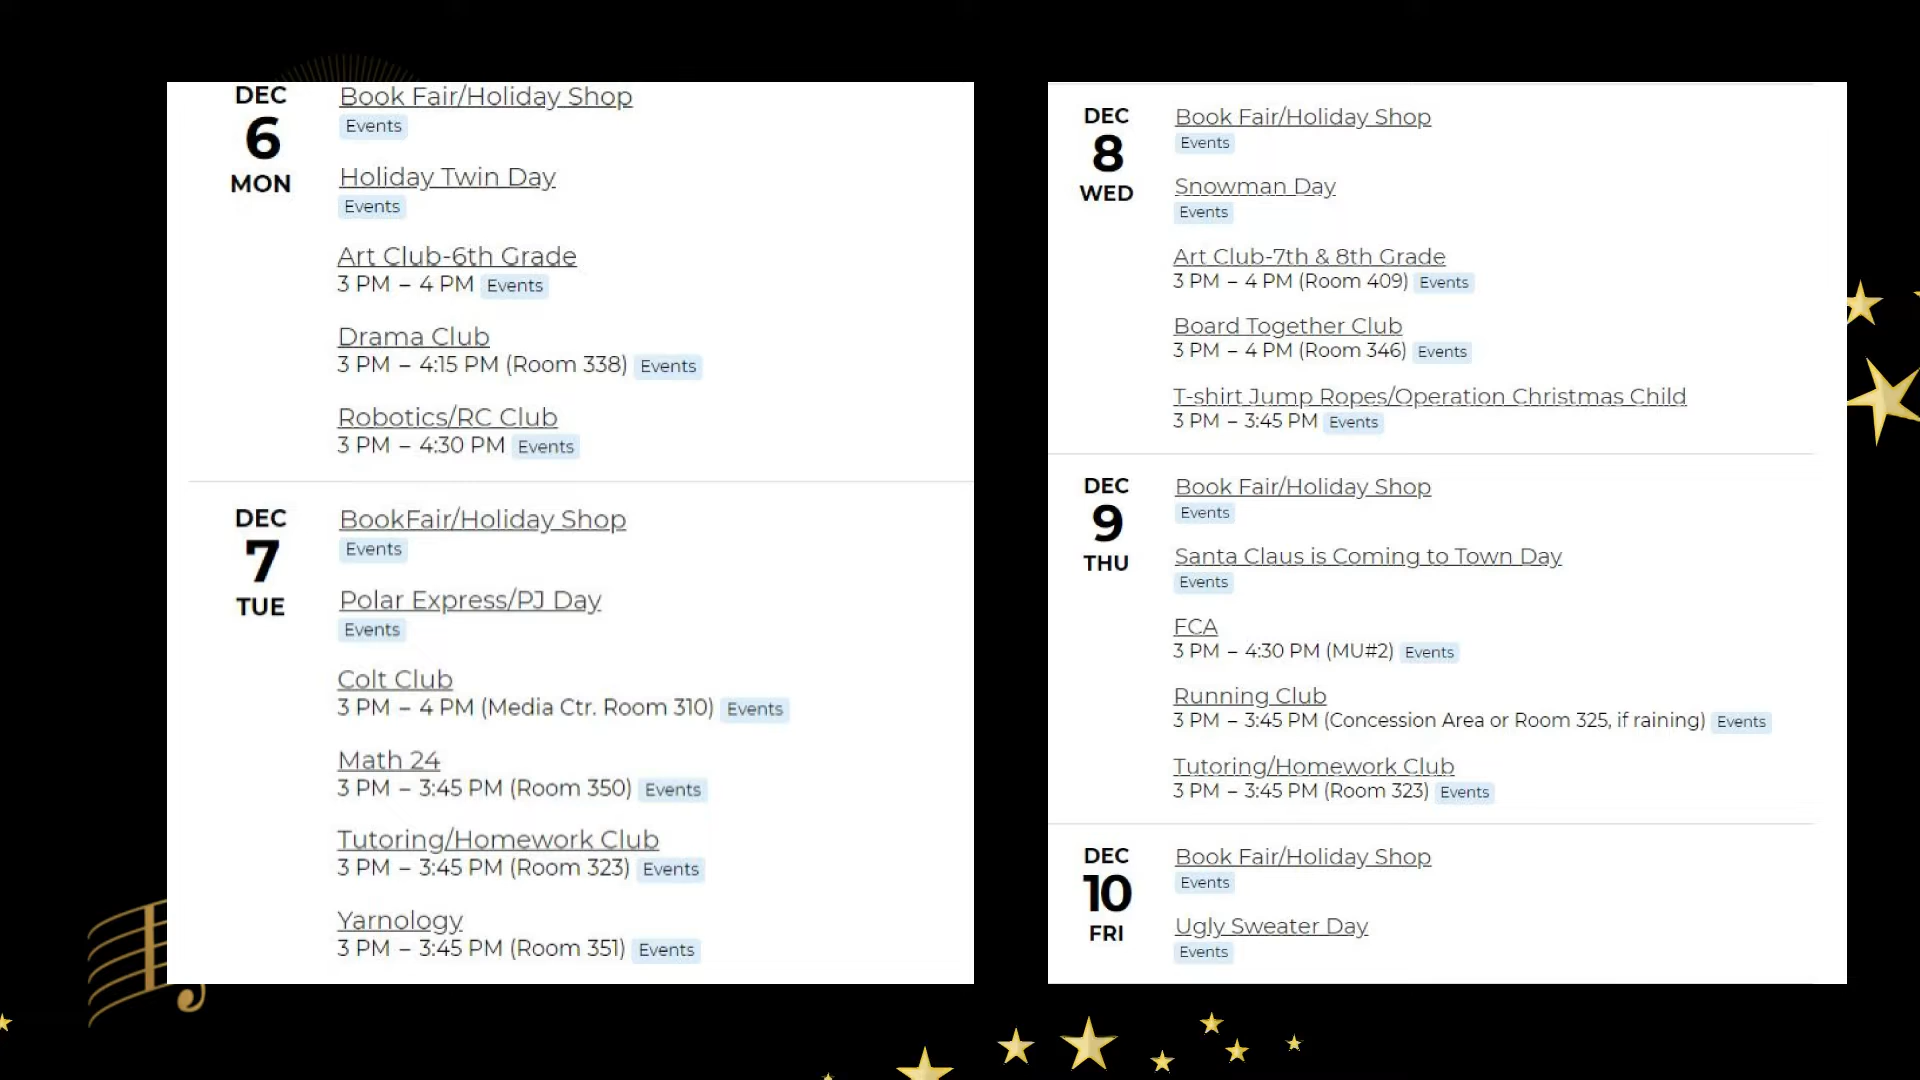 DEC
6
MON
Book Fair/Holiday Shop
Events
Holiday Twin Day
Events
Art Club-6th Grade
3 PM – 4 PM Events
Drama Club
3 PM – 4:15 PM (Room 338) Events
Robotics/RC Club
3 PM – 4:30 PM Events
DEC
7
TUE
BookFair/Holiday Shop
Events
Polar Express/PJ Day
Events
Colt Club
3 PM – 4 PM (Media Ctr. Room 310) Events
Math 24
3 PM – 3:45 PM (Room 350) Events
Tutoring/Homework Club
3 PM – 3:45 PM (Room 323) Events
Yarnology
3 PM – 3:45 PM (Room 351) Events
DEC
8
WED
Book Fair/Holiday Shop
Events
Snowman Day
Events
Art Club-7th & 8th Grade
3 PM – 4 PM (Room 409) Events
Board Together Club
3 PM – 4 PM (Room 346) Events
T-shirt Jump Ropes/Operation Christmas Child
3 PM – 3:45 PM Events
DEC
9
THU
Book Fair/Holiday Shop
Events
Santa Claus is Coming to Town Day
Events
FCA
3 PM – 4:30 PM (MU#2) Events
Running Club
3 PM – 3:45 PM (Concession Area or Room 325, if raining) Events
Tutoring/Homework Club
3 PM – 3:45 PM (Room 323) Events
DEC
10
FRI
Book Fair/Holiday Shop
Events
Ugly Sweater Day
Events